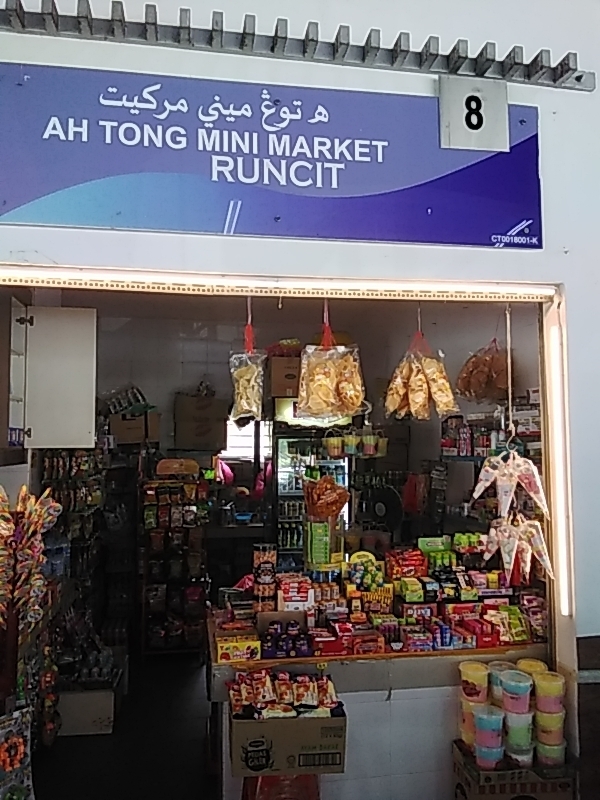 ه توڠ ميني مركيت
AH TONG MINI MARKET
RUNCIT
8
CT0018001-K